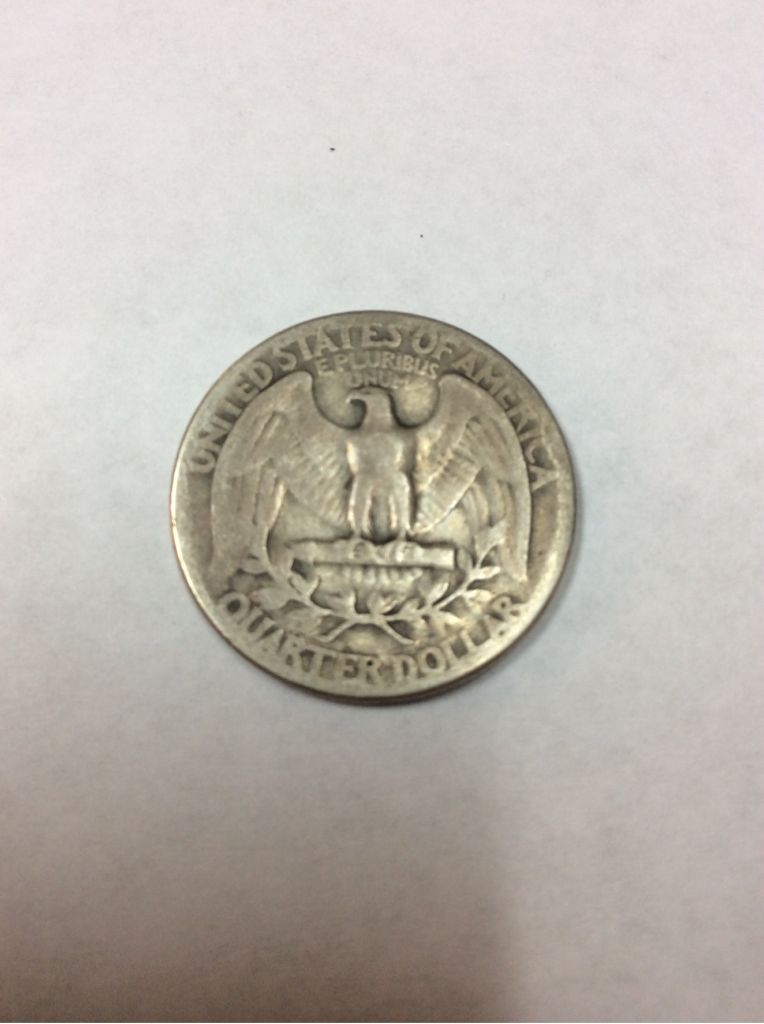 UNITED STATES OF AMERICA
E PLURIBUS
UNUM
QUARTER DOLLAR